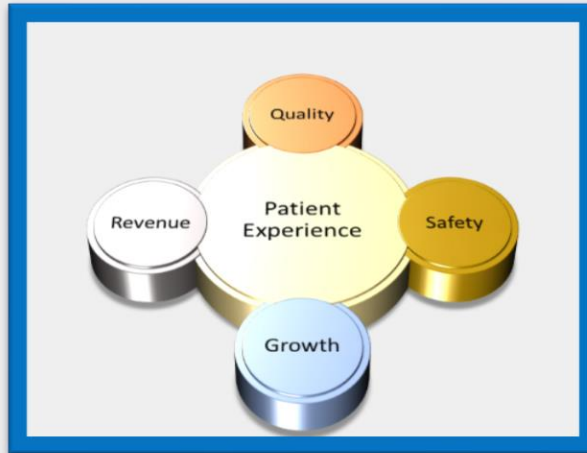 Quality
Patient
Experience
Revenue
Safety
Growth